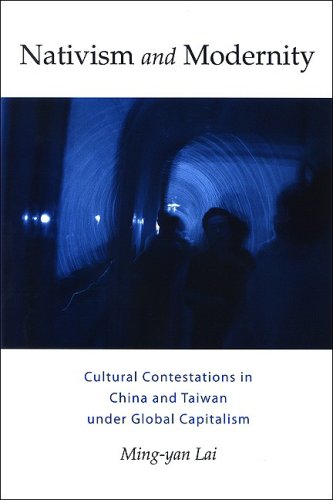 Nativism and Modernity
Cultural Contestations in
China and Taiwan
under Global Capitalism
Ming-yan Lai